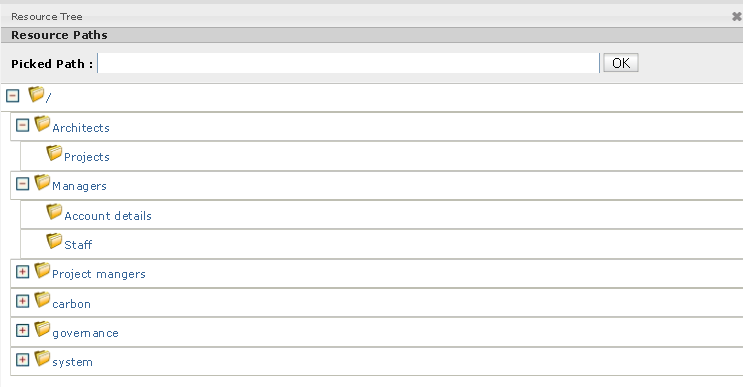 Resource Tree
Resource Paths
Picked Path : OK
/
Architects
Projects
Managers
Account details
Staff
Project mangers
carbon
governance
system